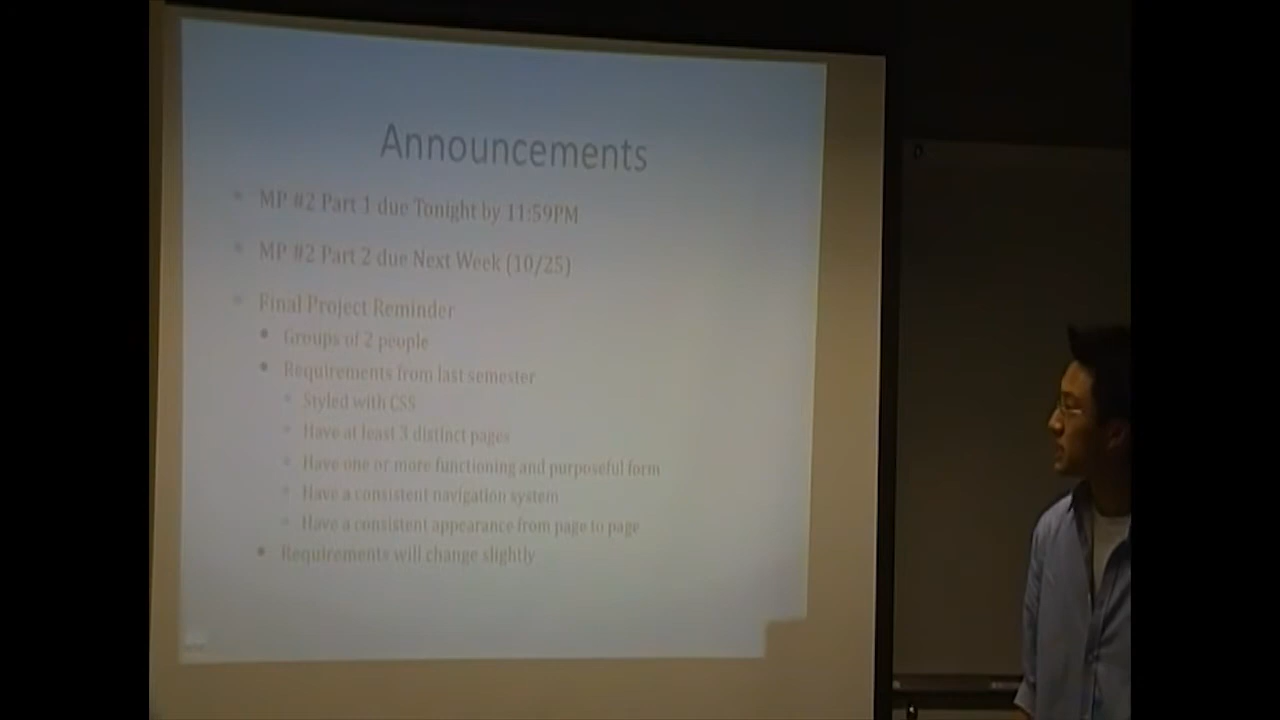 Announcements
MP #2 Part 1 due Tonight by 11:59PM
MP #2 Part 2 due Next Week (10/25)
Final Project Reminder
Groups of 2 people
Requirements from last semester
Styled with CSS
Have at least 3 distinct pages
Have one or more functioning and purposeful form
Have a consistent navigation system
Have a consistent appearance from page to page
Requirements will change slightly